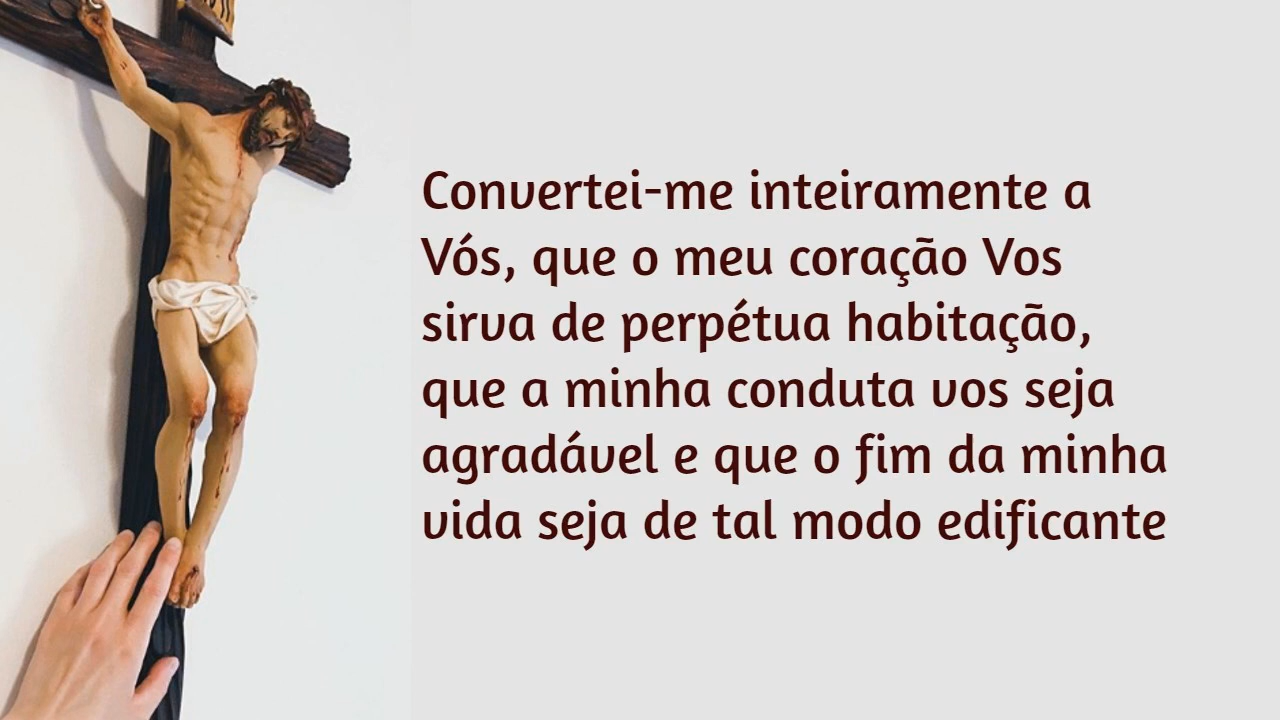 Convertei-me inteiramente a
Vós, que o meu coração Vos
sirva de perpétua habitação,
que a minha conduta vos seja
agradável e que o fim da minha
vida seja de tal modo edificante